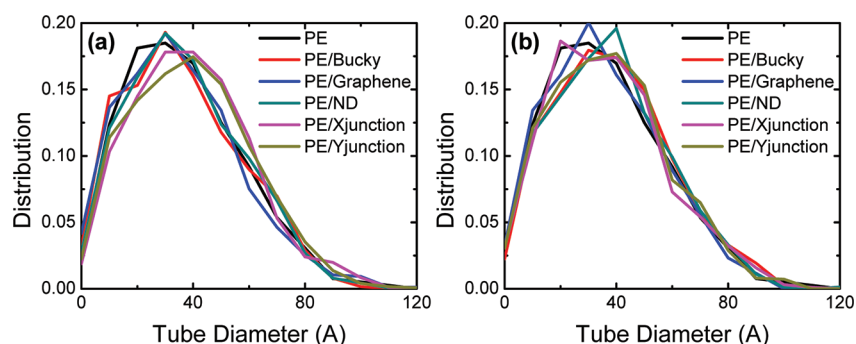 (a)
PE
PE/Bucky
PE/Graphene
PE/ND
PE/Xjunction
PE/Yjunction
0.20
0.15
0.10
0.05
0.00
Distribution
0 40 80 120
Tube Diameter (A)
(b)
PE
PE/Bucky
PE/Graphene
PE/ND
PE/Xjunction
PE/Yjunction
0.20
0.15
0.10
0.05
0.00
Distribution
0 40 80 120
Tube Diameter (A)